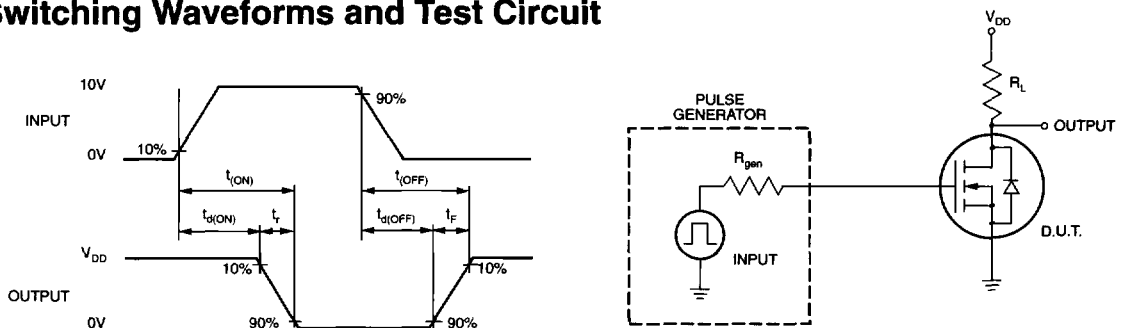 Switching Waveforms and Test Circuit
10V
INPUT
0V
10%
90%
t(ON)
t(OFF)
td(ON)
tr
td(OFF)
tF
VDD
OUTPUT
0V
10%
90%
10%
90%
PULSE
GENERATOR
Rgen
INPUT
VDD
RL
OUTPUT
D.U.T.